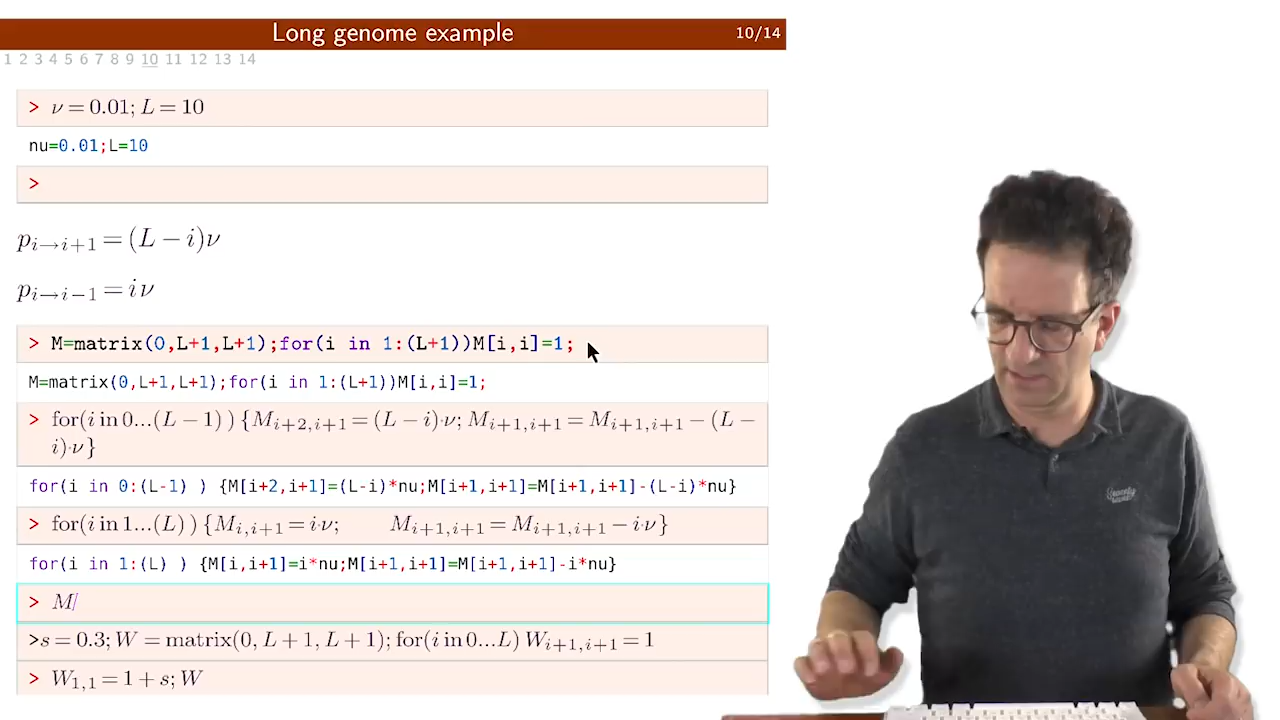 Long genome example 10/14
1 2 3 4 5 6 7 8 9 10 11 12 13 14
> ν = 0.01; L = 10
nu=0.01;L=10
>
p_{i→i+1} = (L − i)ν
p_{i→i−1} = i ν
> M=matrix(0,L+1,L+1);for(i in 1:(L+1))M[i,i]=1;
M=matrix(0,L+1,L+1);for(i in 1:(L+1))M[i,i]=1;
> for(i in 0...(L − 1) ) {M_{i+2,i+1} = (L − i)·ν; M_{i+1,i+1} = M_{i+1,i+1} − (L −
i)·ν}
for(i in 0:(L-1) ) {M[i+2,i+1]=(L-i)*nu;M[i+1,i+1]=M[i+1,i+1]-(L-i)*nu}
> for(i in 1...(L) ) {M_{i,i+1} = i·ν; M_{i+1,i+1} = M_{i+1,i+1} − i·ν}
for(i in 1:(L) ) {M[i,i+1]=i*nu;M[i+1,i+1]=M[i+1,i+1]-i*nu}
> M
>s = 0.3; W = matrix(0, L + 1, L + 1); for(i in 0...L) W_{i+1,i+1} = 1
> W_{1,1} = 1 + s; W